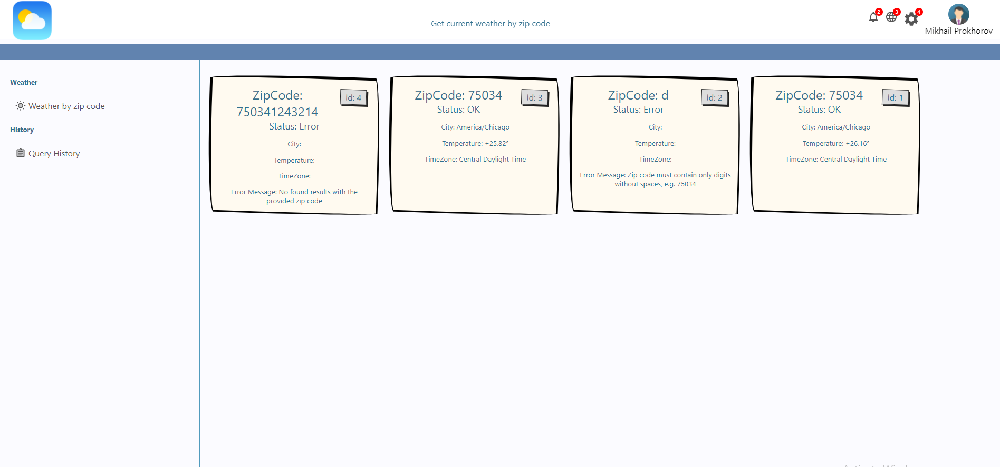 Get current weather by zip code
2
3
4
Mikhail Prokhorov
Weather
Weather by zip code
History
Query History
ZipCode:
750341243214
Id: 4
Status: Error
City:
Temperature:
TimeZone:
Error Message: No found results with the
provided zip code
ZipCode: 75034
Id: 3
Status: OK
City: America/Chicago
Temperature: +25.82°
TimeZone: Central Daylight Time
ZipCode: d
Id: 2
Status: Error
City:
Temperature:
TimeZone:
Error Message: Zip code must contain only digits
without spaces, e.g. 75034
ZipCode: 75034
Id: 1
Status: OK
City: America/Chicago
Temperature: +26.16°
TimeZone: Central Daylight Time